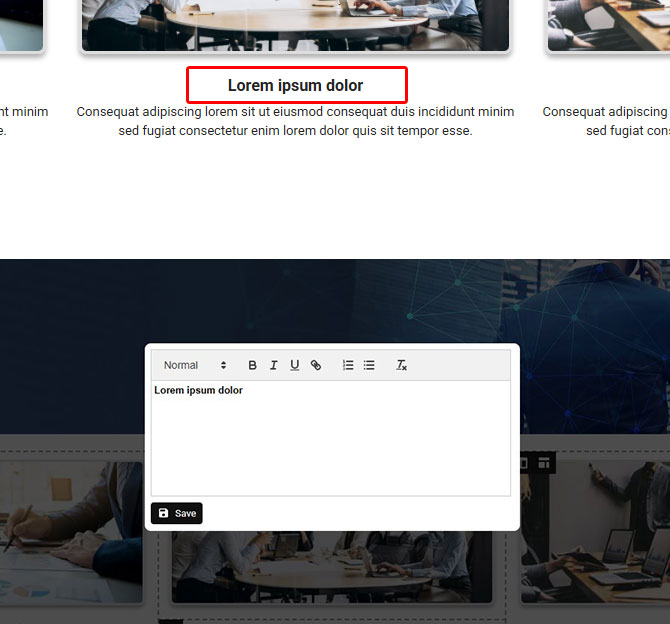 Lorem ipsum dolor
nt minim
Consequat adipiscing lorem sit ut eiusmod consequat duis incididunt minim
Consequat adipiscing
e.
sed fugiat consectetur enim lorem dolor quis sit tempor esse.
sed fugiat con
Normal
B I U
Lorem ipsum dolor
Save